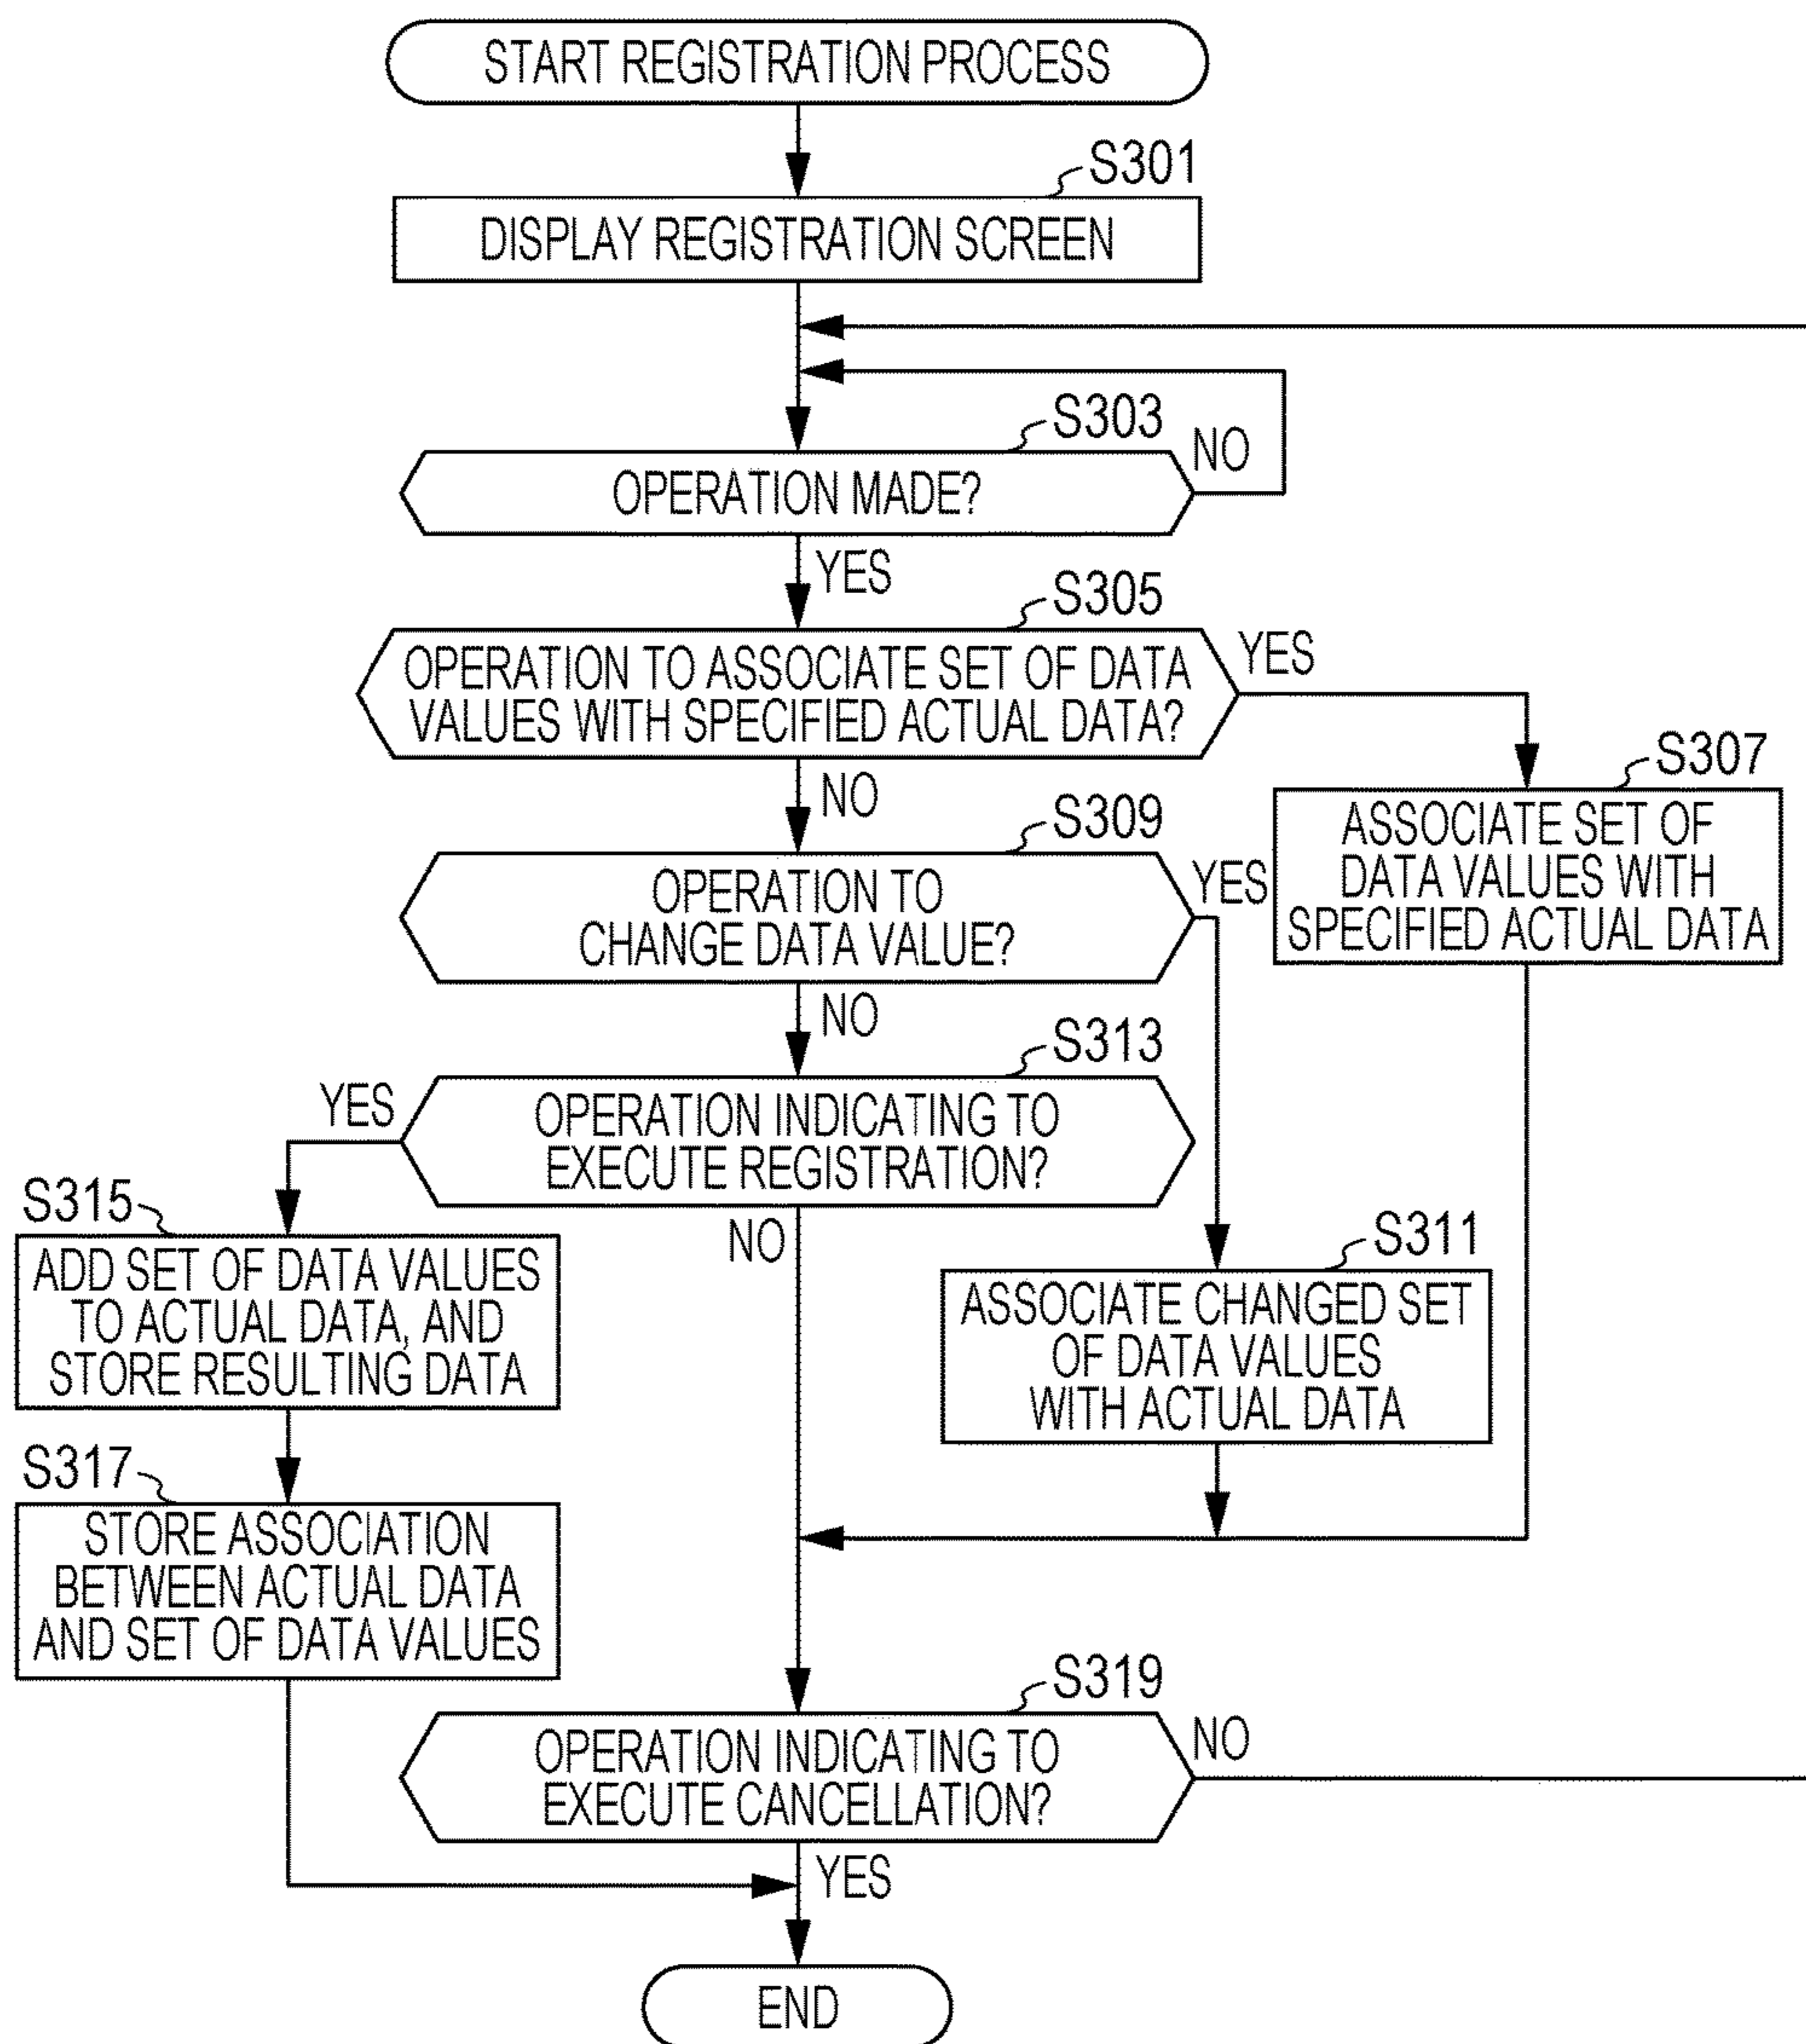 START REGISTRATION PROCESS
S301
DISPLAY REGISTRATION SCREEN
S303
OPERATION MADE?
NO
YES
S305
OPERATION TO ASSOCIATE SET OF DATA
VALUES WITH SPECIFIED ACTUAL DATA?
YES
NO
S307
ASSOCIATE SET OF
DATA VALUES WITH
SPECIFIED ACTUAL DATA
S309
OPERATION TO
CHANGE DATA VALUE?
YES
NO
S313
OPERATION INDICATING TO
EXECUTE REGISTRATION?
YES
NO
S315
ADD SET OF DATA VALUES
TO ACTUAL DATA, AND
STORE RESULTING DATA
S311
ASSOCIATE CHANGED SET
OF DATA VALUES
WITH ACTUAL DATA
S317
STORE ASSOCIATION
BETWEEN ACTUAL DATA
AND SET OF DATA VALUES
S319
OPERATION INDICATING TO
EXECUTE CANCELLATION?
NO
YES
END